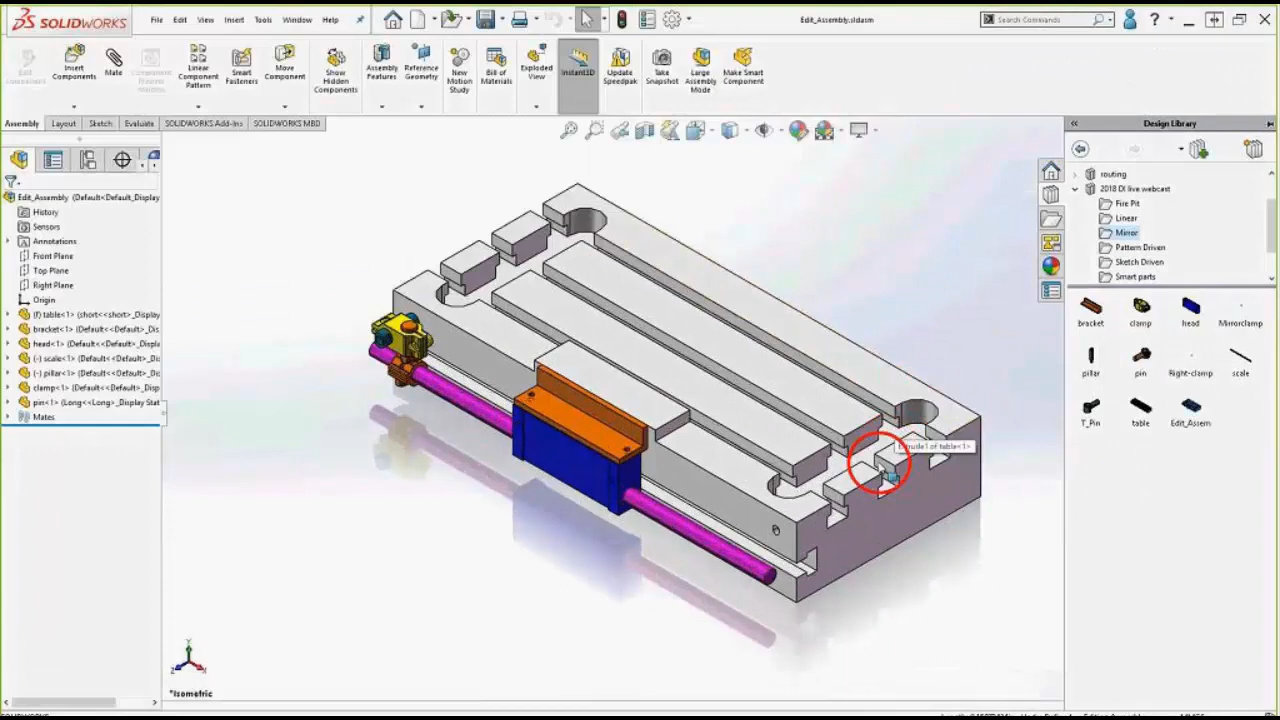 SOLIDWORKS
File Edit View Insert Tools Window Help
Edit_Assembly.sldasm
Search Commands
Insert Components
Mate
Linear Component Pattern
Smart Fasteners
Move Component
Show Hidden Components
Assembly Features
Reference Geometry
New Motion Study
Bill of Materials
Exploded View
Instant3D
Update Speedpak
Take Snapshot
Large Assembly Mode
Make Smart Component
Assembly Layout Sketch Evaluate SOLIDWORKS Add-Ins SOLIDWORKS MBD
Edit_Assembly (Default<Default_Display
History
Sensors
Annotations
Front Plane
Top Plane
Right Plane
Origin
(f) table<1> (short<<short>_Display
bracket<1> (Default<<Default>_Dis
head<1> (Default<<Default>_Displa
(-) scale<1> (Default<<Default>_Dis
(-) pillar<1> (Default<<Default>_Dis
clamp<1> (Default<<Default>_Disp
pin<1> (Long<<Long>_Display Stat
Mates
Extrude1 of table<1>
Y
Z
X
*Isometric
Design Library
routing
2018 DI live webcast
Fire Pit
Linear
Mirror
Pattern Driven
Sketch Driven
Smart parts
bracket clamp head Mirrorclamp
pillar pin Right-clamp scale
T_Pin table Edit_Assem